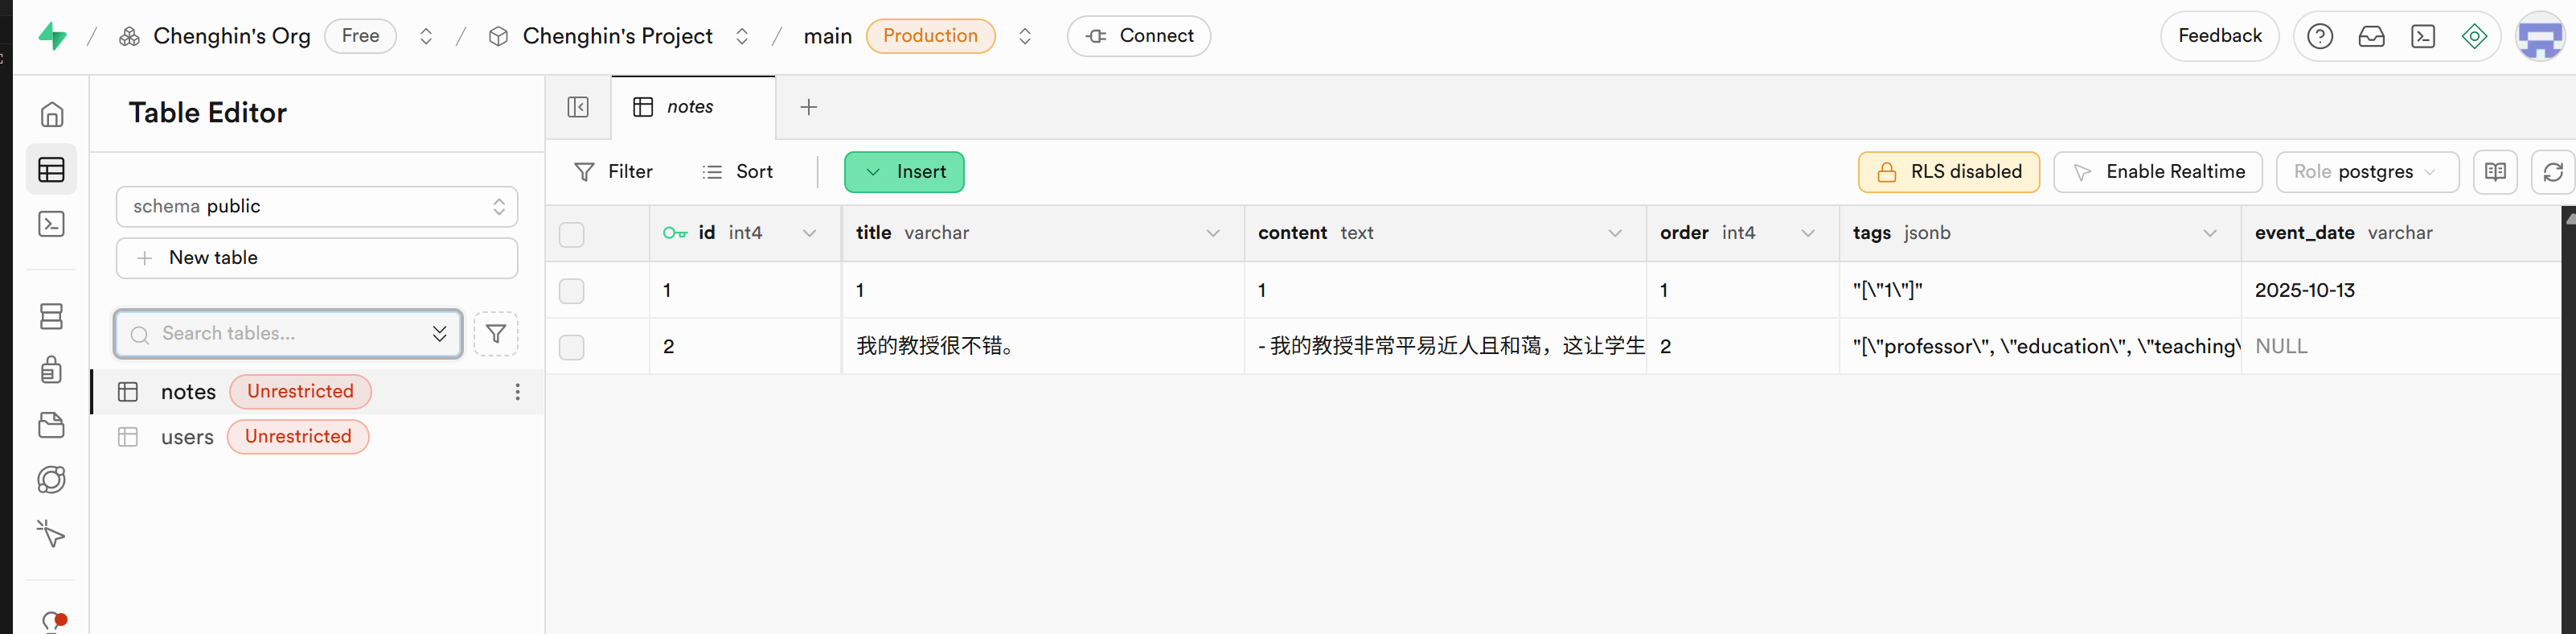 / Chenghin's Org Free / Chenghin's Project / main Production Connect Feedback
Table Editor
notes
schema public
New table
Search tables...
notes Unrestricted
users Unrestricted
Filter Sort Insert RLS disabled Enable Realtime Role postgres
id int4 title varchar content text order int4 tags jsonb event_date varchar
1 1 1 1 "[\"1\"]" 2025-10-13
2 我的教授很不错。 - 我的教授非常平易近人且和蔼，这让学生 2 "[\"professor\", \"education\", \"teaching\ NULL